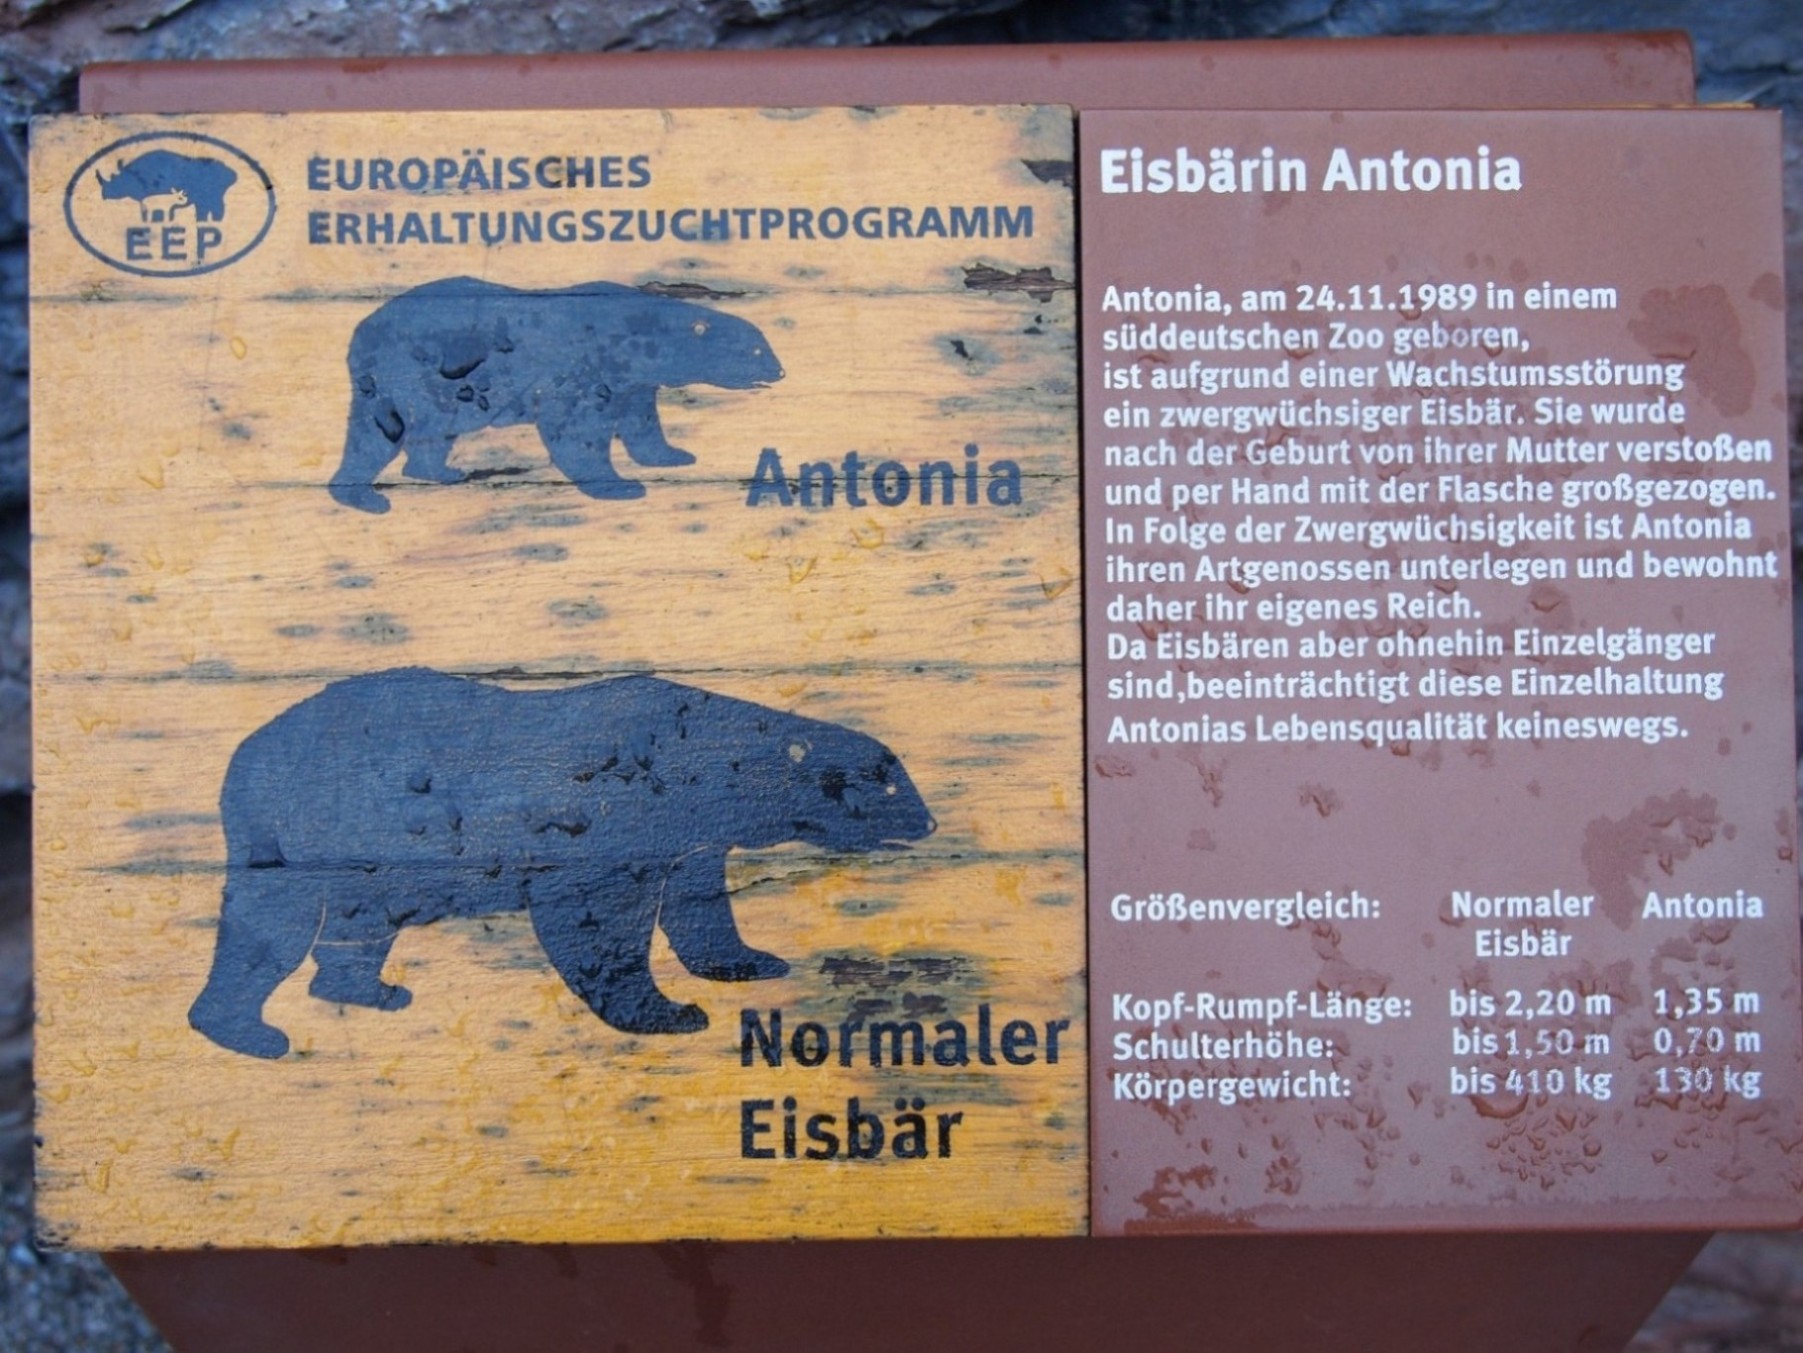 EEP
EUROPÄISCHES
ERHALTUNGSZUCHTPROGRAMM
Antonia
Normaler
Eisbär
Eisbärin Antonia
Antonia, am 24.11.1989 in einem
süddeutschen Zoo geboren,
ist aufgrund einer Wachstumsstörung
ein zwergwüchsiger Eisbär. Sie wurde
nach der Geburt von ihrer Mutter verstoßen
und per Hand mit der Flasche großgezogen.
In Folge der Zwergwüchsigkeit ist Antonia
ihren Artgenossen unterlegen und bewohnt
daher ihr eigenes Reich.
Da Eisbären aber ohnehin Einzelgänger
sind,beeinträchtigt diese Einzelhaltung
Antonias Lebensqualität keineswegs.
Größenvergleich: Normaler Antonia
Eisbär
Kopf-Rumpf-Länge: bis 2,20 m 1,35 m
Schulterhöhe: bis 1,50 m 0,70 m
Körpergewicht: bis 410 kg 130 kg